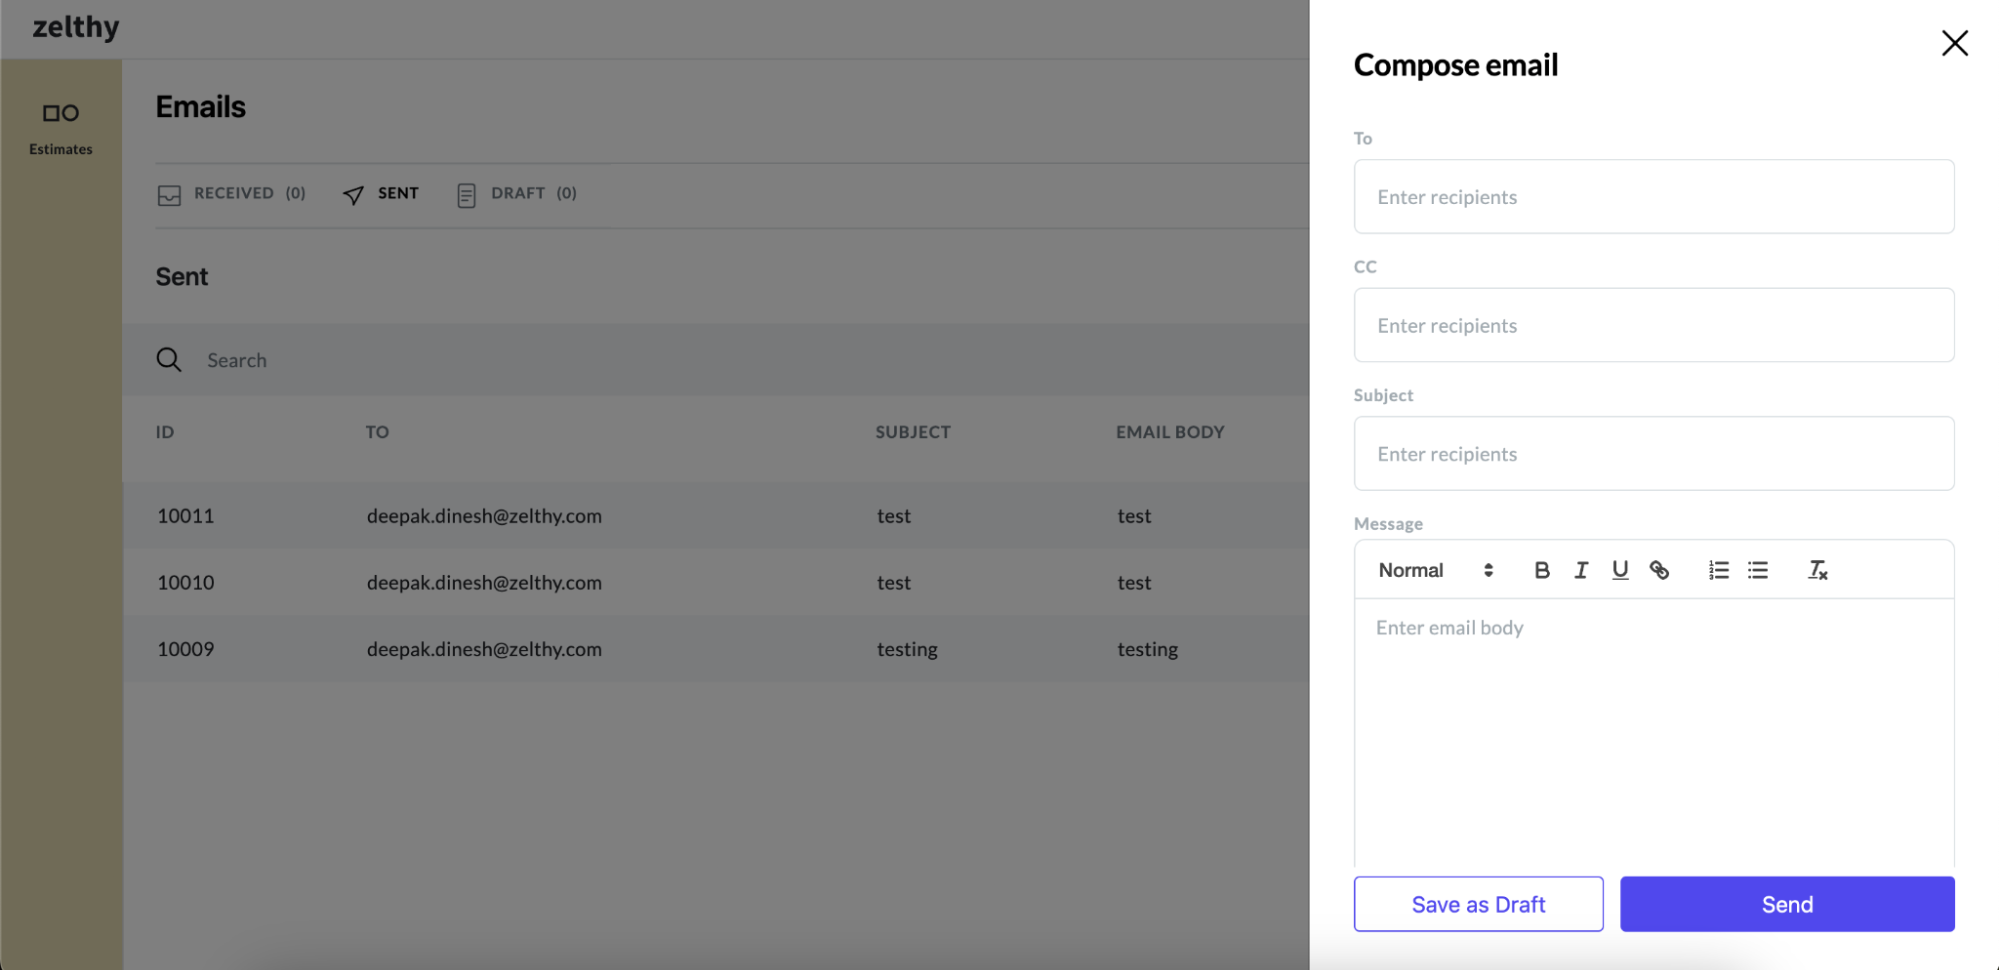 zelthy
Estimates
Emails
RECEIVED (0) SENT DRAFT (0)
Sent
Search
ID TO SUBJECT EMAIL BODY
10011 deepak.dinesh@zelthy.com test test
10010 deepak.dinesh@zelthy.com test test
10009 deepak.dinesh@zelthy.com testing testing
Compose email
To
Enter recipients
CC
Enter recipients
Subject
Enter recipients
Message
Normal B I U
Enter email body
Save as Draft Send